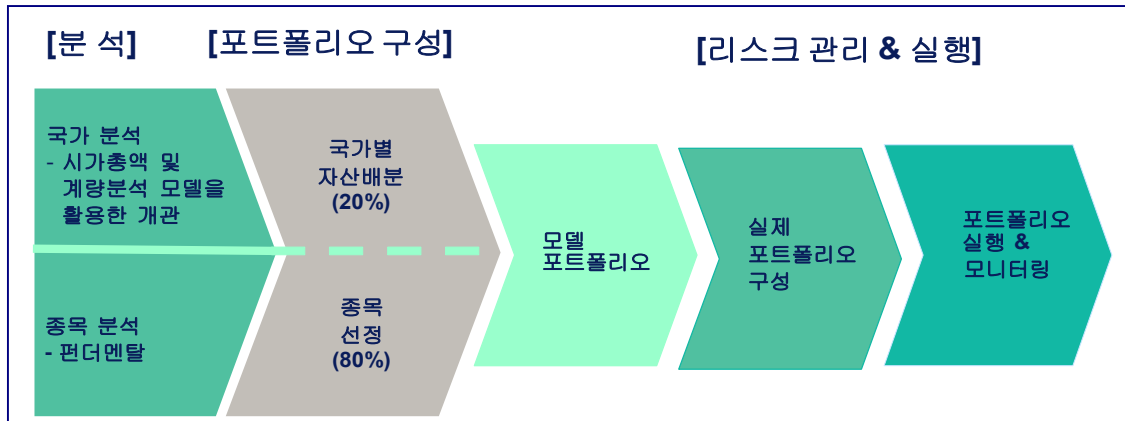 [분 석]
[포트폴리오 구성]
[리스크 관리 & 실행]
국가 분석
- 시가총액 및
계량분석 모델을
활용한 개관
종목 분석
- 펀더멘탈
국가별
자산배분
(20%)
종목
선정
(80%)
모델
포트폴리오
실제
포트폴리오
구성
포트폴리오
실행 &
모니터링